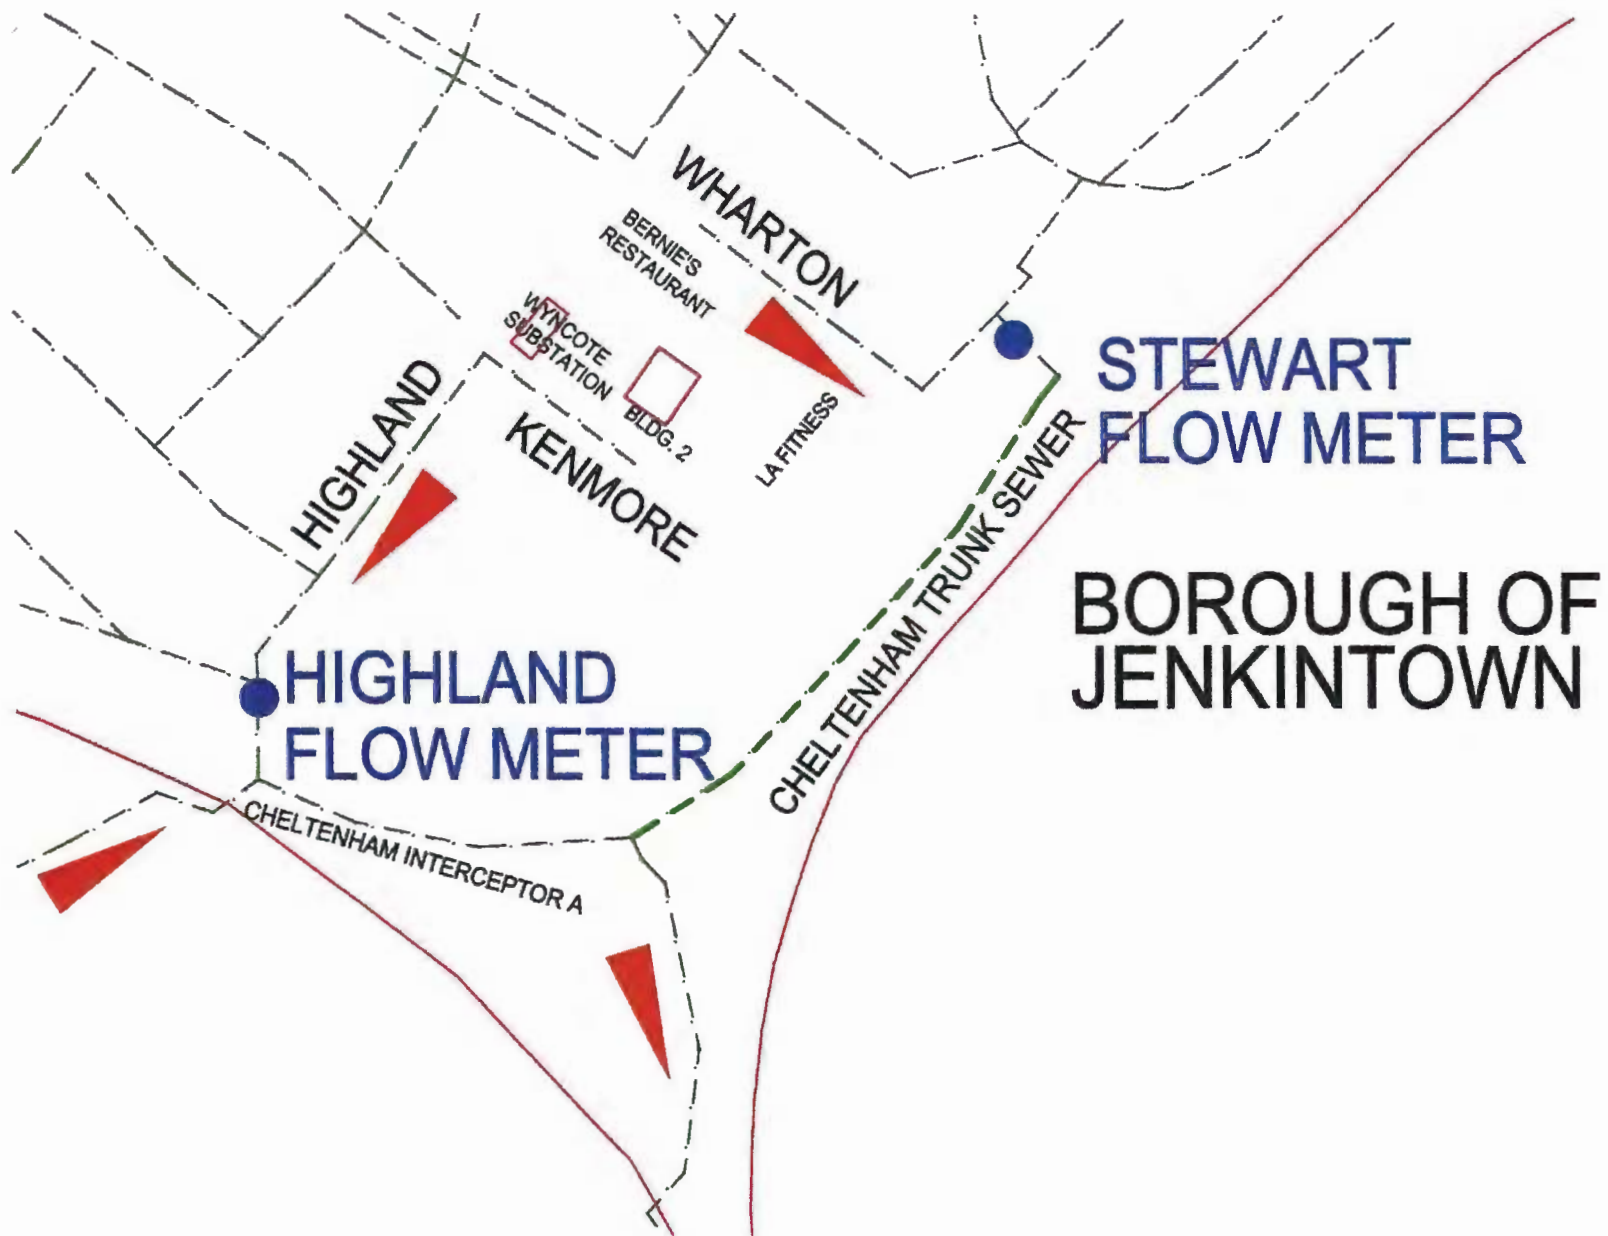 WHARTON
BERNIE'S
RESTAURANT
WYNCOTE
SUBSTATION
BLDG. 2
LA FITNESS
HIGHLAND
KENMORE
STEWART
FLOW METER
CHELTENHAM TRUNK SEWER
BOROUGH OF
JENKINTOWN
HIGHLAND
FLOW METER
CHELTENHAM INTERCEPTOR A